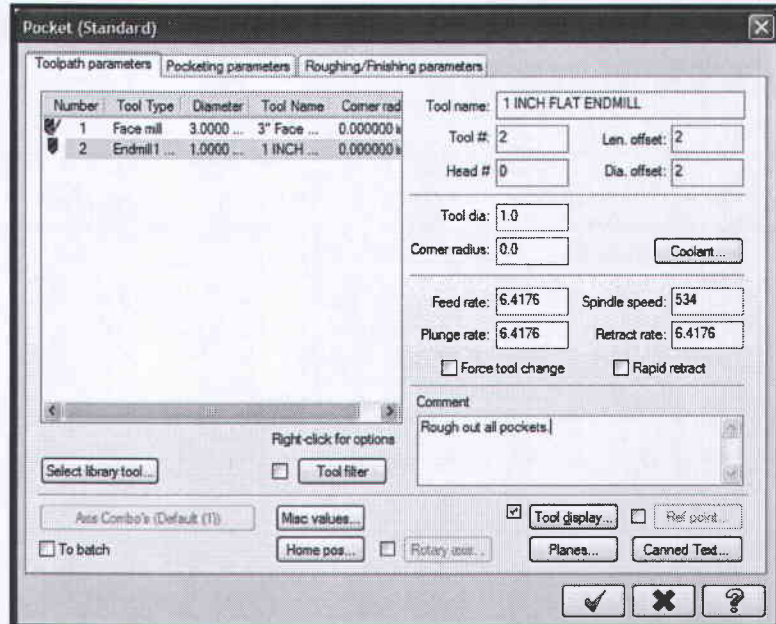 Pocket (Standard)
Toolpath parameters Pocketing parameters Roughing/Finishing parameters
Number Tool Type Diameter Tool Name Corner rad
1 Face mill 3.0000 ... 3" Face ... 0.000000 i
2 Endmill1 ... 1.0000 ... 1 INCH ... 0.000000 i
Right-click for options
Select library tool...
Tool filter
Tool name: 1 INCH FLAT ENDMILL
Tool #: 2 Len. offset: 2
Head # 0 Dia. offset: 2
Tool dia: 1.0
Corner radius: 0.0 Coolant...
Feed rate: 6.4176 Spindle speed: 534
Plunge rate: 6.4176 Retract rate: 6.4176
Force tool change Rapid retract
Comment
Rough out all pockets.
Axis Combo's (Default (1)) Misc values... Tool display... Ref point...
To batch Home pos... Rotary axis... Planes... Canned Text...